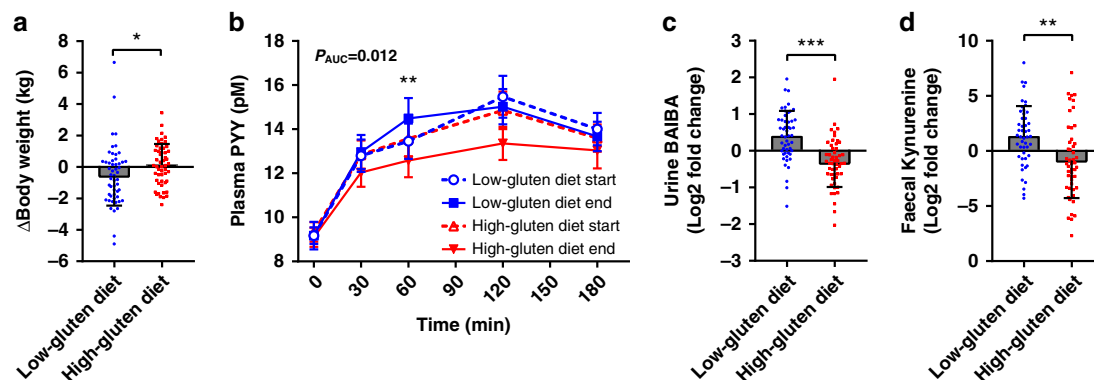 a
*
8
6
4
2
0
–2
–4
–6
ΔBody weight (kg)
Low-gluten diet
High-gluten diet
b
P AUC=0.012
**
18
16
14
12
10
8
Plasma PYY (pM)
Low-gluten diet start
Low-gluten diet end
High-gluten diet start
High-gluten diet end
0 30 60 90 120 150 180
Time (min)
c
***
3
2
1
0
–1
–2
–3
Urine BAIBA
(Log2 fold change)
Low-gluten diet
High-gluten diet
d
**
10
5
0
–5
–10
Faecal Kynurenine
(Log2 fold change)
Low-gluten diet
High-gluten diet